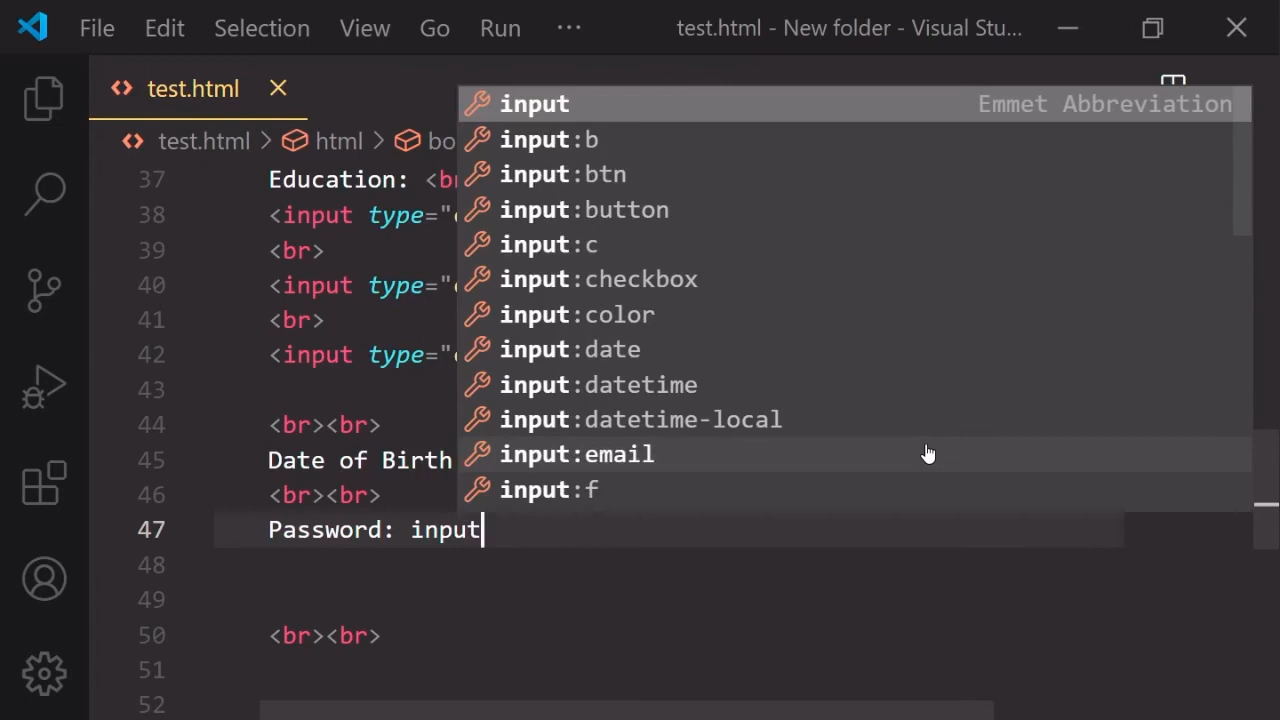 File Edit Selection View Go Run ··· test.html - New folder - Visual Stu...
test.html
test.html > html > bo
37 Education: <br
38 <input type="
39 <br>
40 <input type="
41 <br>
42 <input type="
43
44 <br><br>
45 Date of Birth
46 <br><br>
47 Password: input
48
49
50 <br><br>
51
52
input Emmet Abbreviation
input:b
input:btn
input:button
input:c
input:checkbox
input:color
input:date
input:datetime
input:datetime-local
input:email
input:f